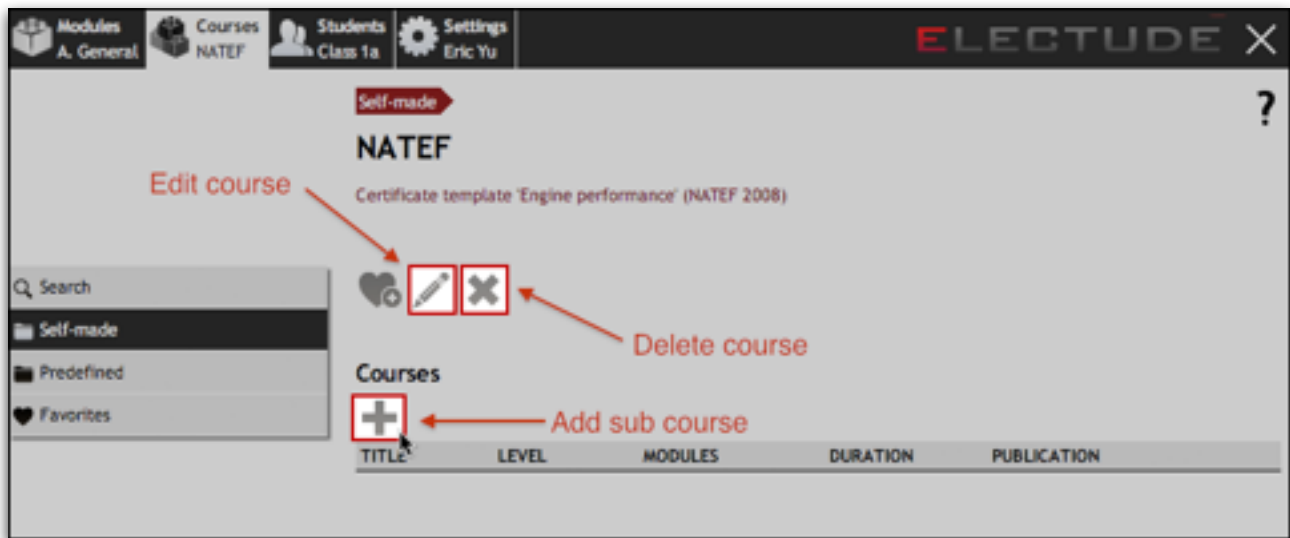 Modules
A. General
Courses
NATEF
Students
Class 1a
Settings
Eric Yu
ELECTUDE
Self-made
?
NATEF
Edit course
Certificate template 'Engine performance' (NATEF 2008)
Search
Self-made
Delete course
Predefined
Courses
Favorites
Add sub course
TITLE LEVEL MODULES DURATION PUBLICATION